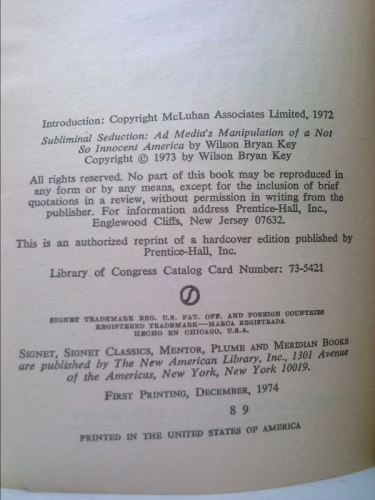 Introduction: Copyright McLuhan Associates Limited, 1972
Subliminal Seduction: Ad Media's Manipulation of a Not
So Innocent America by Wilson Bryan Key
Copyright © 1973 by Wilson Bryan Key
All rights reserved. No part of this book may be reproduced in
any form or by any means, except for the inclusion of brief
quotations in a review, without permission in writing from the
publisher. For information address Prentice-Hall, Inc.,
Englewood Cliffs, New Jersey 07632.
This is an authorized reprint of a hardcover edition published by
Prentice-Hall, Inc.
Library of Congress Catalog Card Number: 73-5421
SIGNET TRADEMARK REG. U.S. PAT. OFF. AND FOREIGN COUNTRIES
REGISTERED TRADEMARK—MARCA REGISTRADA
HECHO EN CHICAGO, U.S.A.
SIGNET, SIGNET CLASSICS, MENTOR, PLUME AND MERIDIAN BOOKS
are published by The New American Library, Inc., 1301 Avenue
of the Americas, New York, New York 10019.
FIRST PRINTING, DECEMBER, 1974
8 9
PRINTED IN THE UNITED STATES OF AMERICA